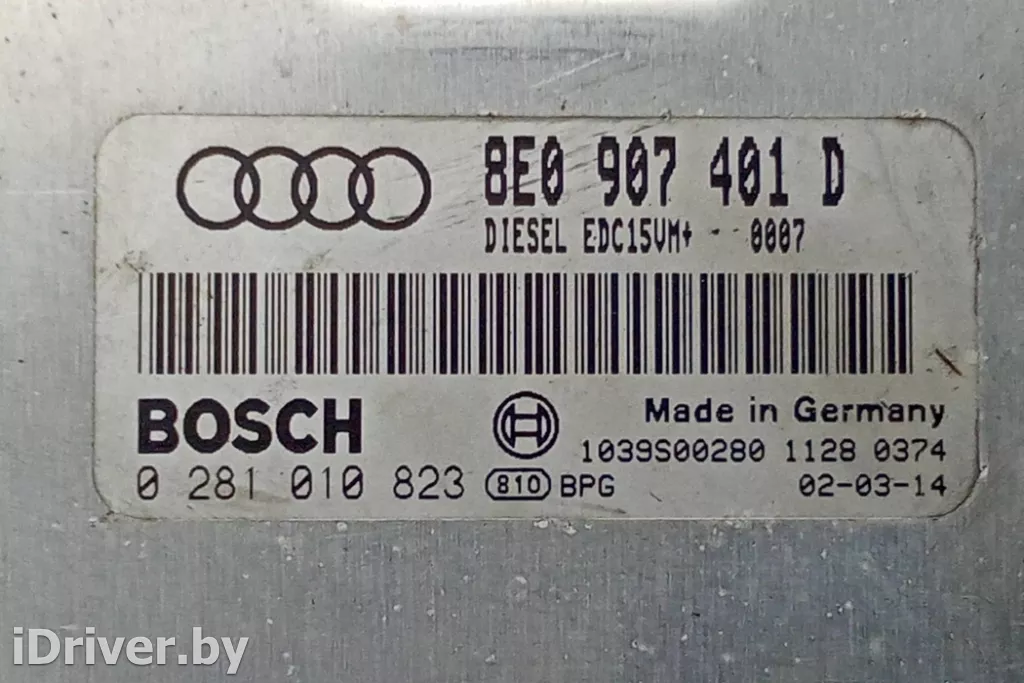 8E0 907 401 D
DIESEL EDC15VM+ - 0007
BOSCH
Made in Germany
1039S00280 1128 0374
0 281 010 823 810 BPG 02-03-14
iDriver.by